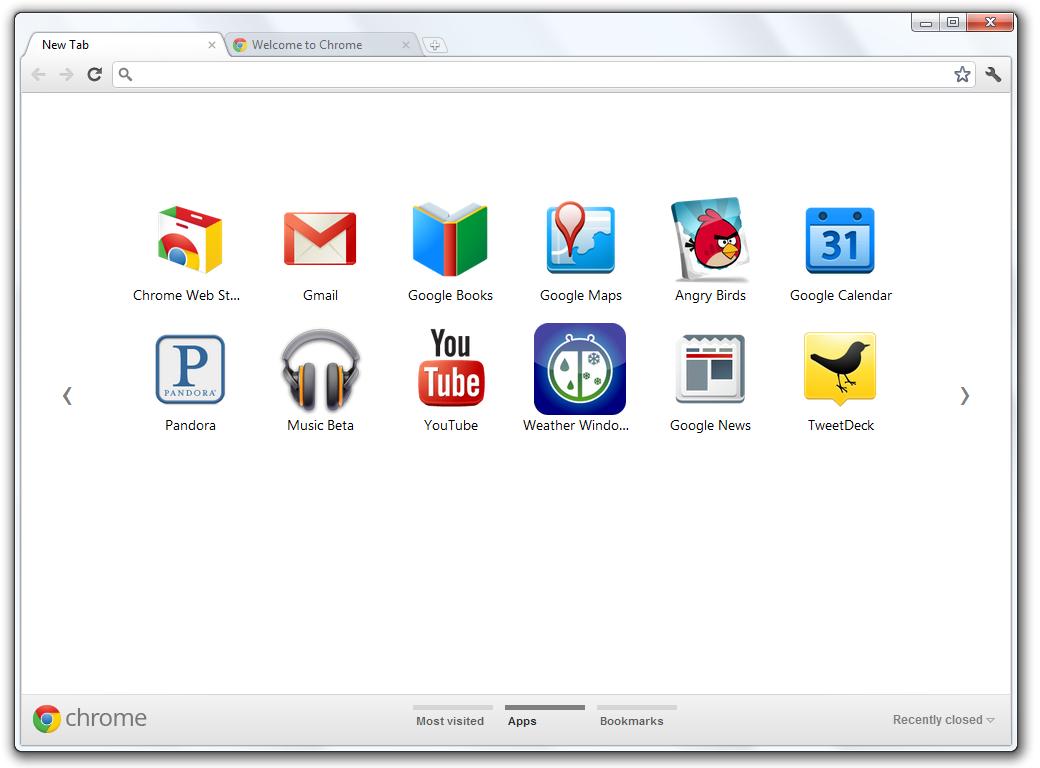 New Tab
Welcome to Chrome
Chrome Web St... Gmail Google Books Google Maps Angry Birds Google Calendar
31
P
PANDORA
You
Tube
Pandora Music Beta YouTube Weather Windo... Google News TweetDeck
chrome
Most visited Apps Bookmarks
Recently closed